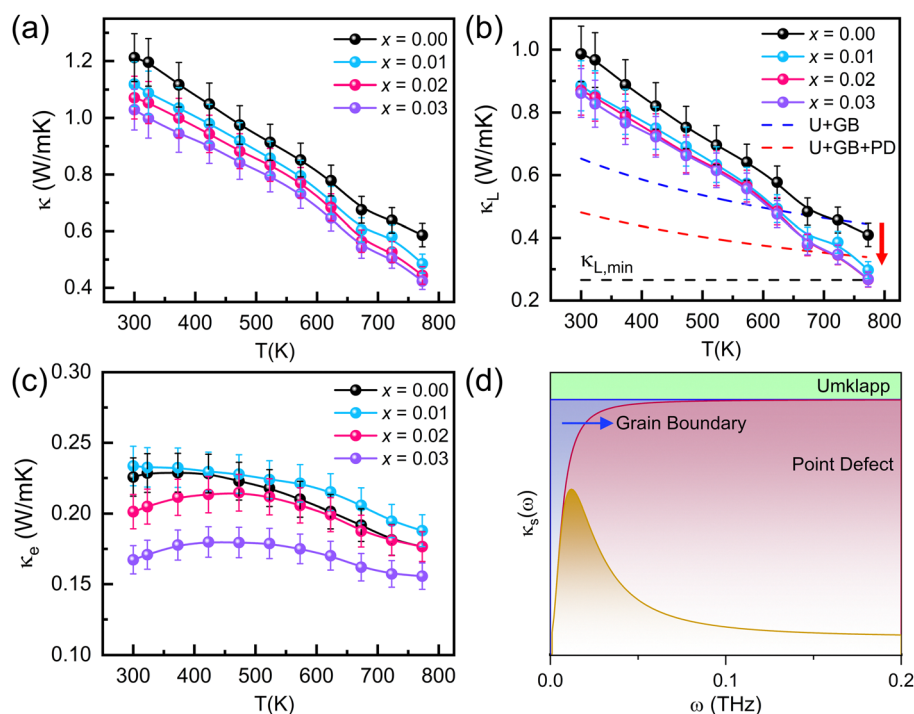 (a)
κ (W/mK)
1.2
1.0
0.8
0.6
0.4
300 400 500 600 700 800
T(K)
x = 0.00
x = 0.01
x = 0.02
x = 0.03
(b)
κL (W/mK)
1.0
0.8
0.6
0.4
0.2
300 400 500 600 700 800
T(K)
x = 0.00
x = 0.01
x = 0.02
x = 0.03
U+GB
U+GB+PD
κL,min
(c)
κe (W/mK)
0.30
0.25
0.20
0.15
0.10
300 400 500 600 700 800
T(K)
x = 0.00
x = 0.01
x = 0.02
x = 0.03
(d)
κs(ω)
Umklapp
Grain Boundary
Point Defect
0.0 0.1 0.2
ω (THz)